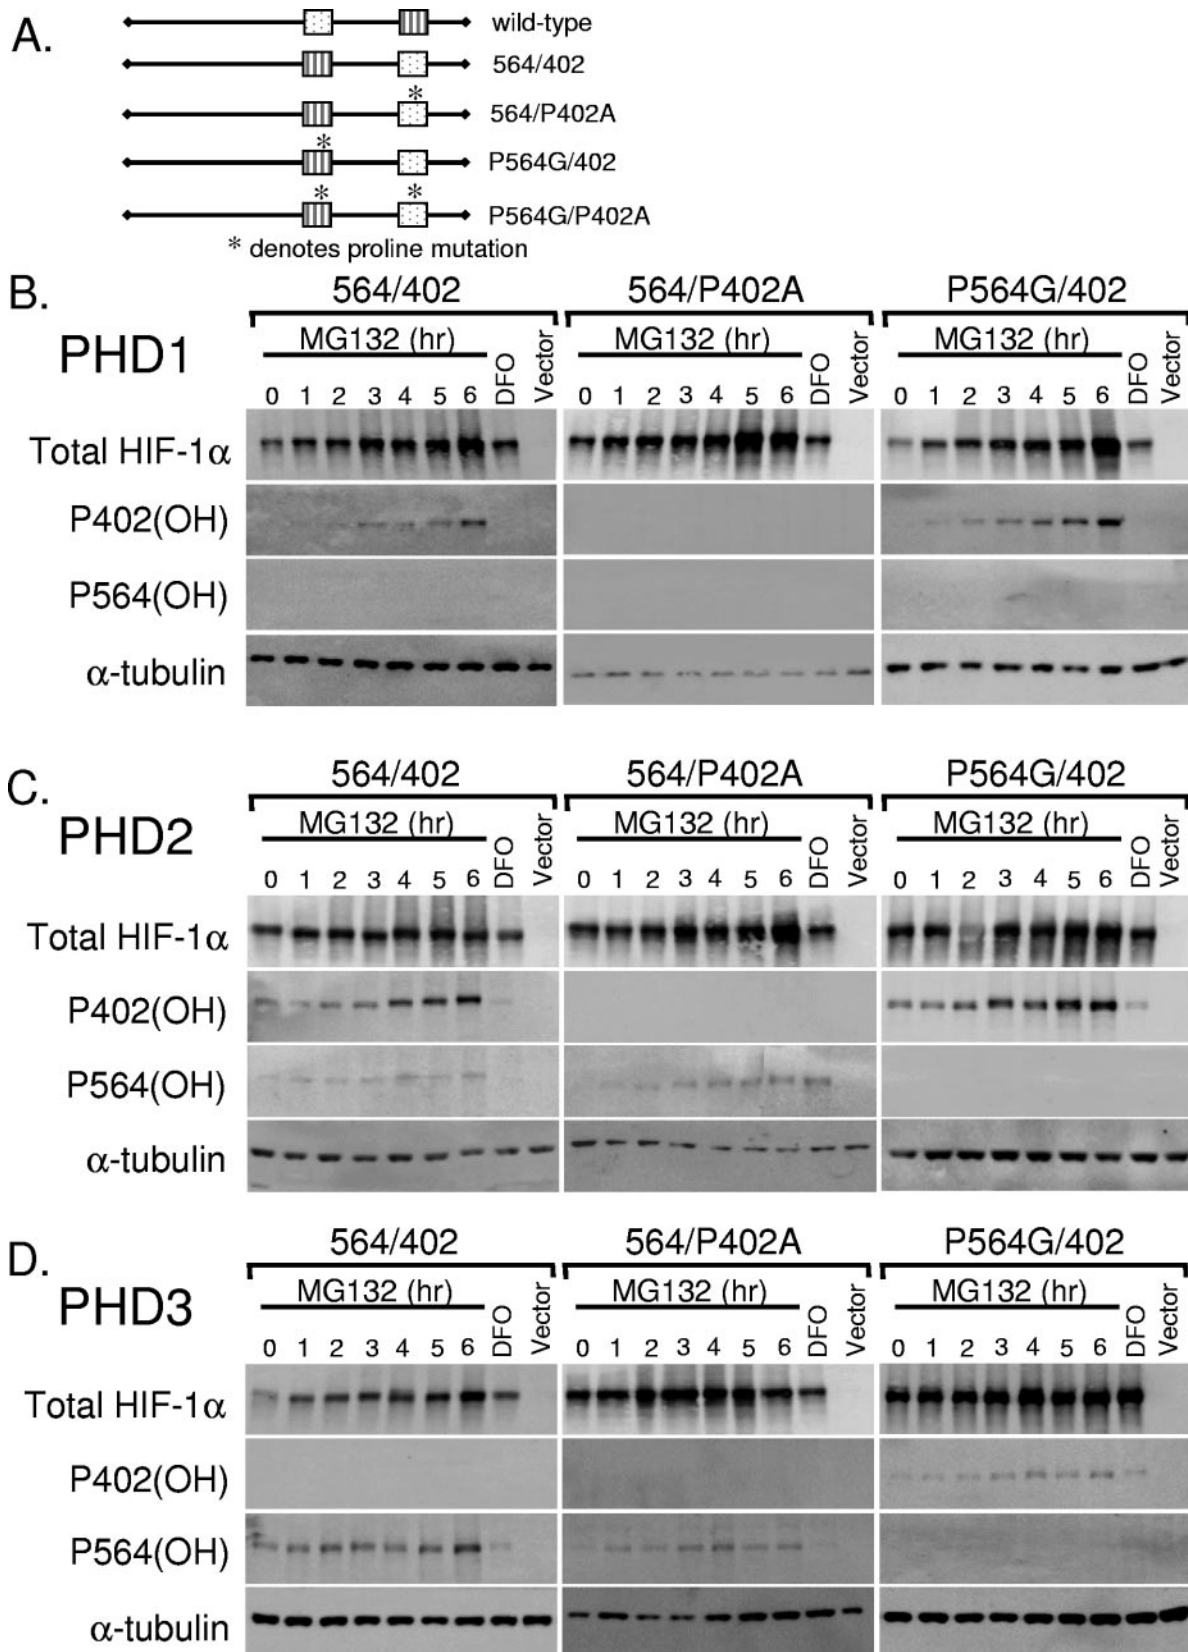 A.
wild-type
564/402
*
564/P402A
*
P564G/402
* *
P564G/P402A
* denotes proline mutation
B.
PHD1
564/402 564/P402A P564G/402
MG132 (hr) DFO Vector MG132 (hr) DFO Vector MG132 (hr) DFO Vector
0 1 2 3 4 5 6 0 1 2 3 4 5 6 0 1 2 3 4 5 6
Total HIF-1α
P402(OH)
P564(OH)
α-tubulin
C.
PHD2
564/402 564/P402A P564G/402
MG132 (hr) DFO Vector MG132 (hr) DFO Vector MG132 (hr) DFO Vector
0 1 2 3 4 5 6 0 1 2 3 4 5 6 0 1 2 3 4 5 6
Total HIF-1α
P402(OH)
P564(OH)
α-tubulin
D.
PHD3
564/402 564/P402A P564G/402
MG132 (hr) DFO Vector MG132 (hr) DFO Vector MG132 (hr) DFO Vector
0 1 2 3 4 5 6 0 1 2 3 4 5 6 0 1 2 3 4 5 6
Total HIF-1α
P402(OH)
P564(OH)
α-tubulin